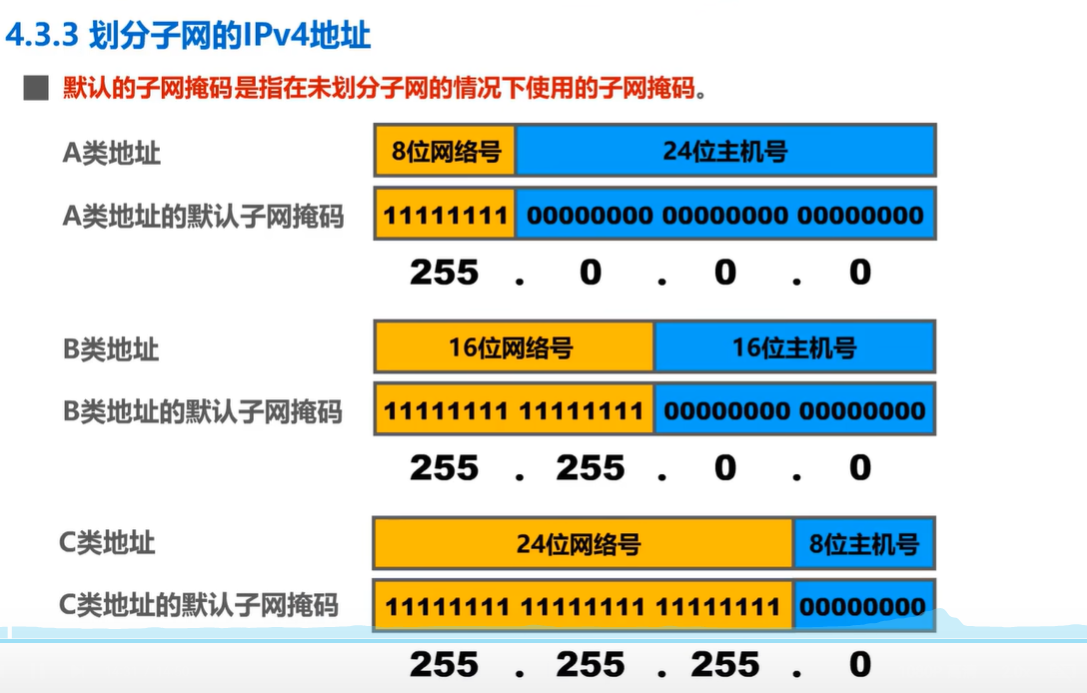 4.3.3 划分子网的IPv4地址
默认的子网掩码是指在未划分子网的情况下使用的子网掩码。
A类地址 8位网络号 24位主机号
A类地址的默认子网掩码 11111111 00000000 00000000 00000000
255 . 0 . 0 . 0
B类地址 16位网络号 16位主机号
B类地址的默认子网掩码 11111111 11111111 00000000 00000000
255 . 255 . 0 . 0
C类地址 24位网络号 8位主机号
C类地址的默认子网掩码 11111111 11111111 11111111 00000000
255 . 255 . 255 . 0